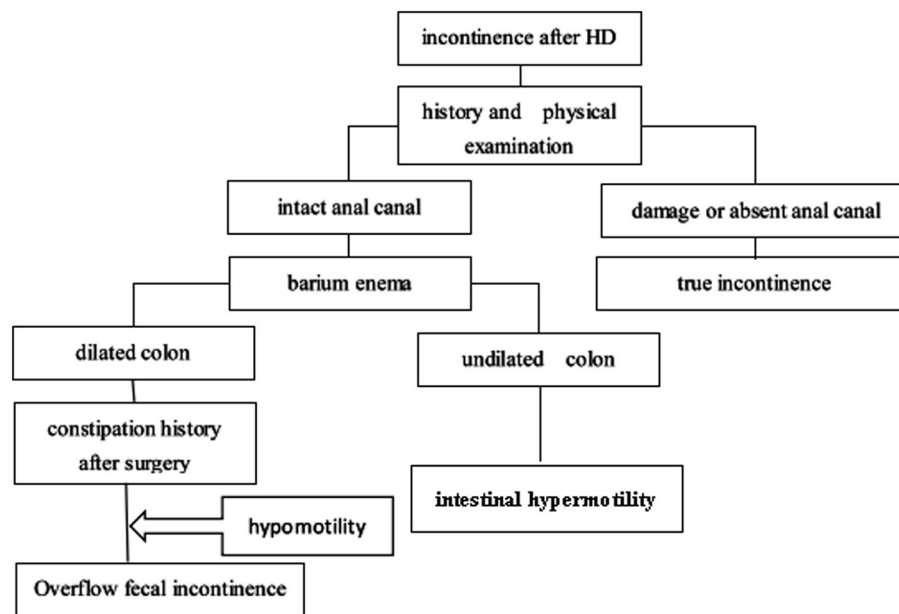 incontinence after HD
history and physical
examination
intact anal canal
damage or absent anal canal
barium enema
true incontinence
dilated colon
undilated colon
constipation history
after surgery
intestinal hypermotility
hypomotility
Overflow fecal incontinence